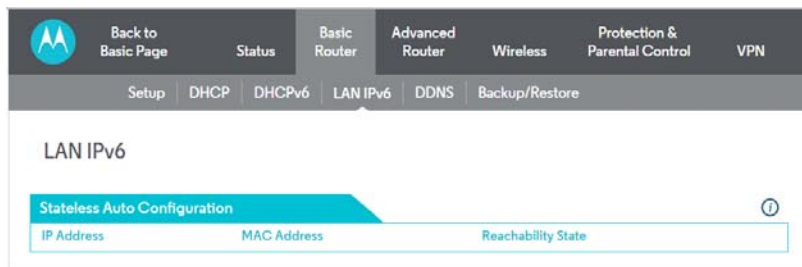 Back to Basic Advanced Protection &
Basic Page Status Router Router Wireless Parental Control VPN
Setup DHCP DHCPv6 LAN IPv6 DDNS Backup/Restore
LAN IPv6
Stateless Auto Configuration
IP Address MAC Address Reachability State